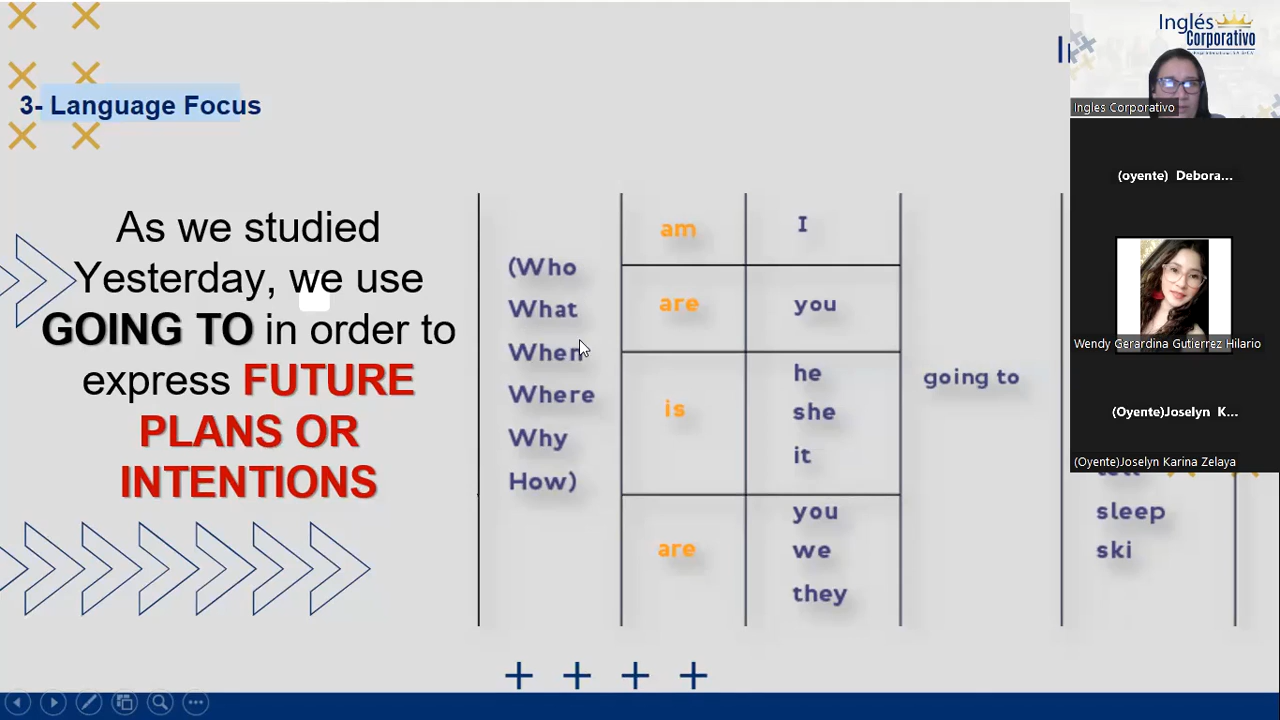 3- Language Focus
As we studied
Yesterday, we use
GOING TO in order to
express FUTURE
PLANS OR
INTENTIONS
(Who
What
When
Where
Why
How)
am
I
are
you
is
he
she
it
are
you
we
they
going to
sleep
ski
Inglés
Corporativo
Ingles Corporativo
(oyente) Debora...
Wendy Gerardina Gutierrez Hilario
(Oyente)Joselyn K...
(Oyente)Joselyn Karina Zelaya